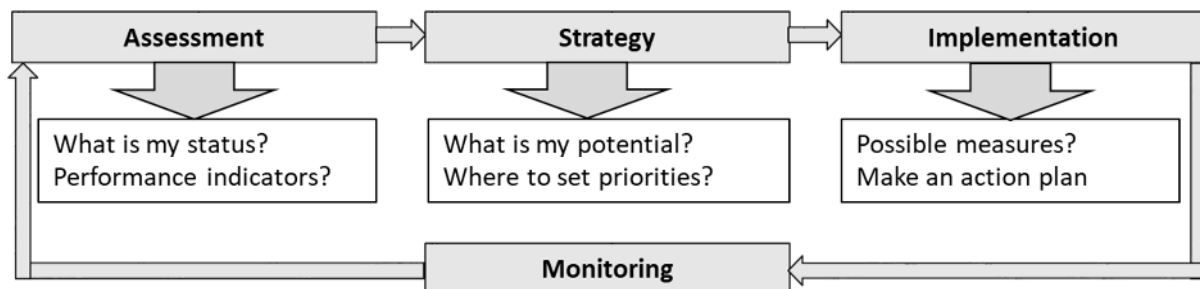 Assessment
Strategy
Implementation
What is my status?
Performance indicators?
What is my potential?
Where to set priorities?
Possible measures?
Make an action plan
Monitoring